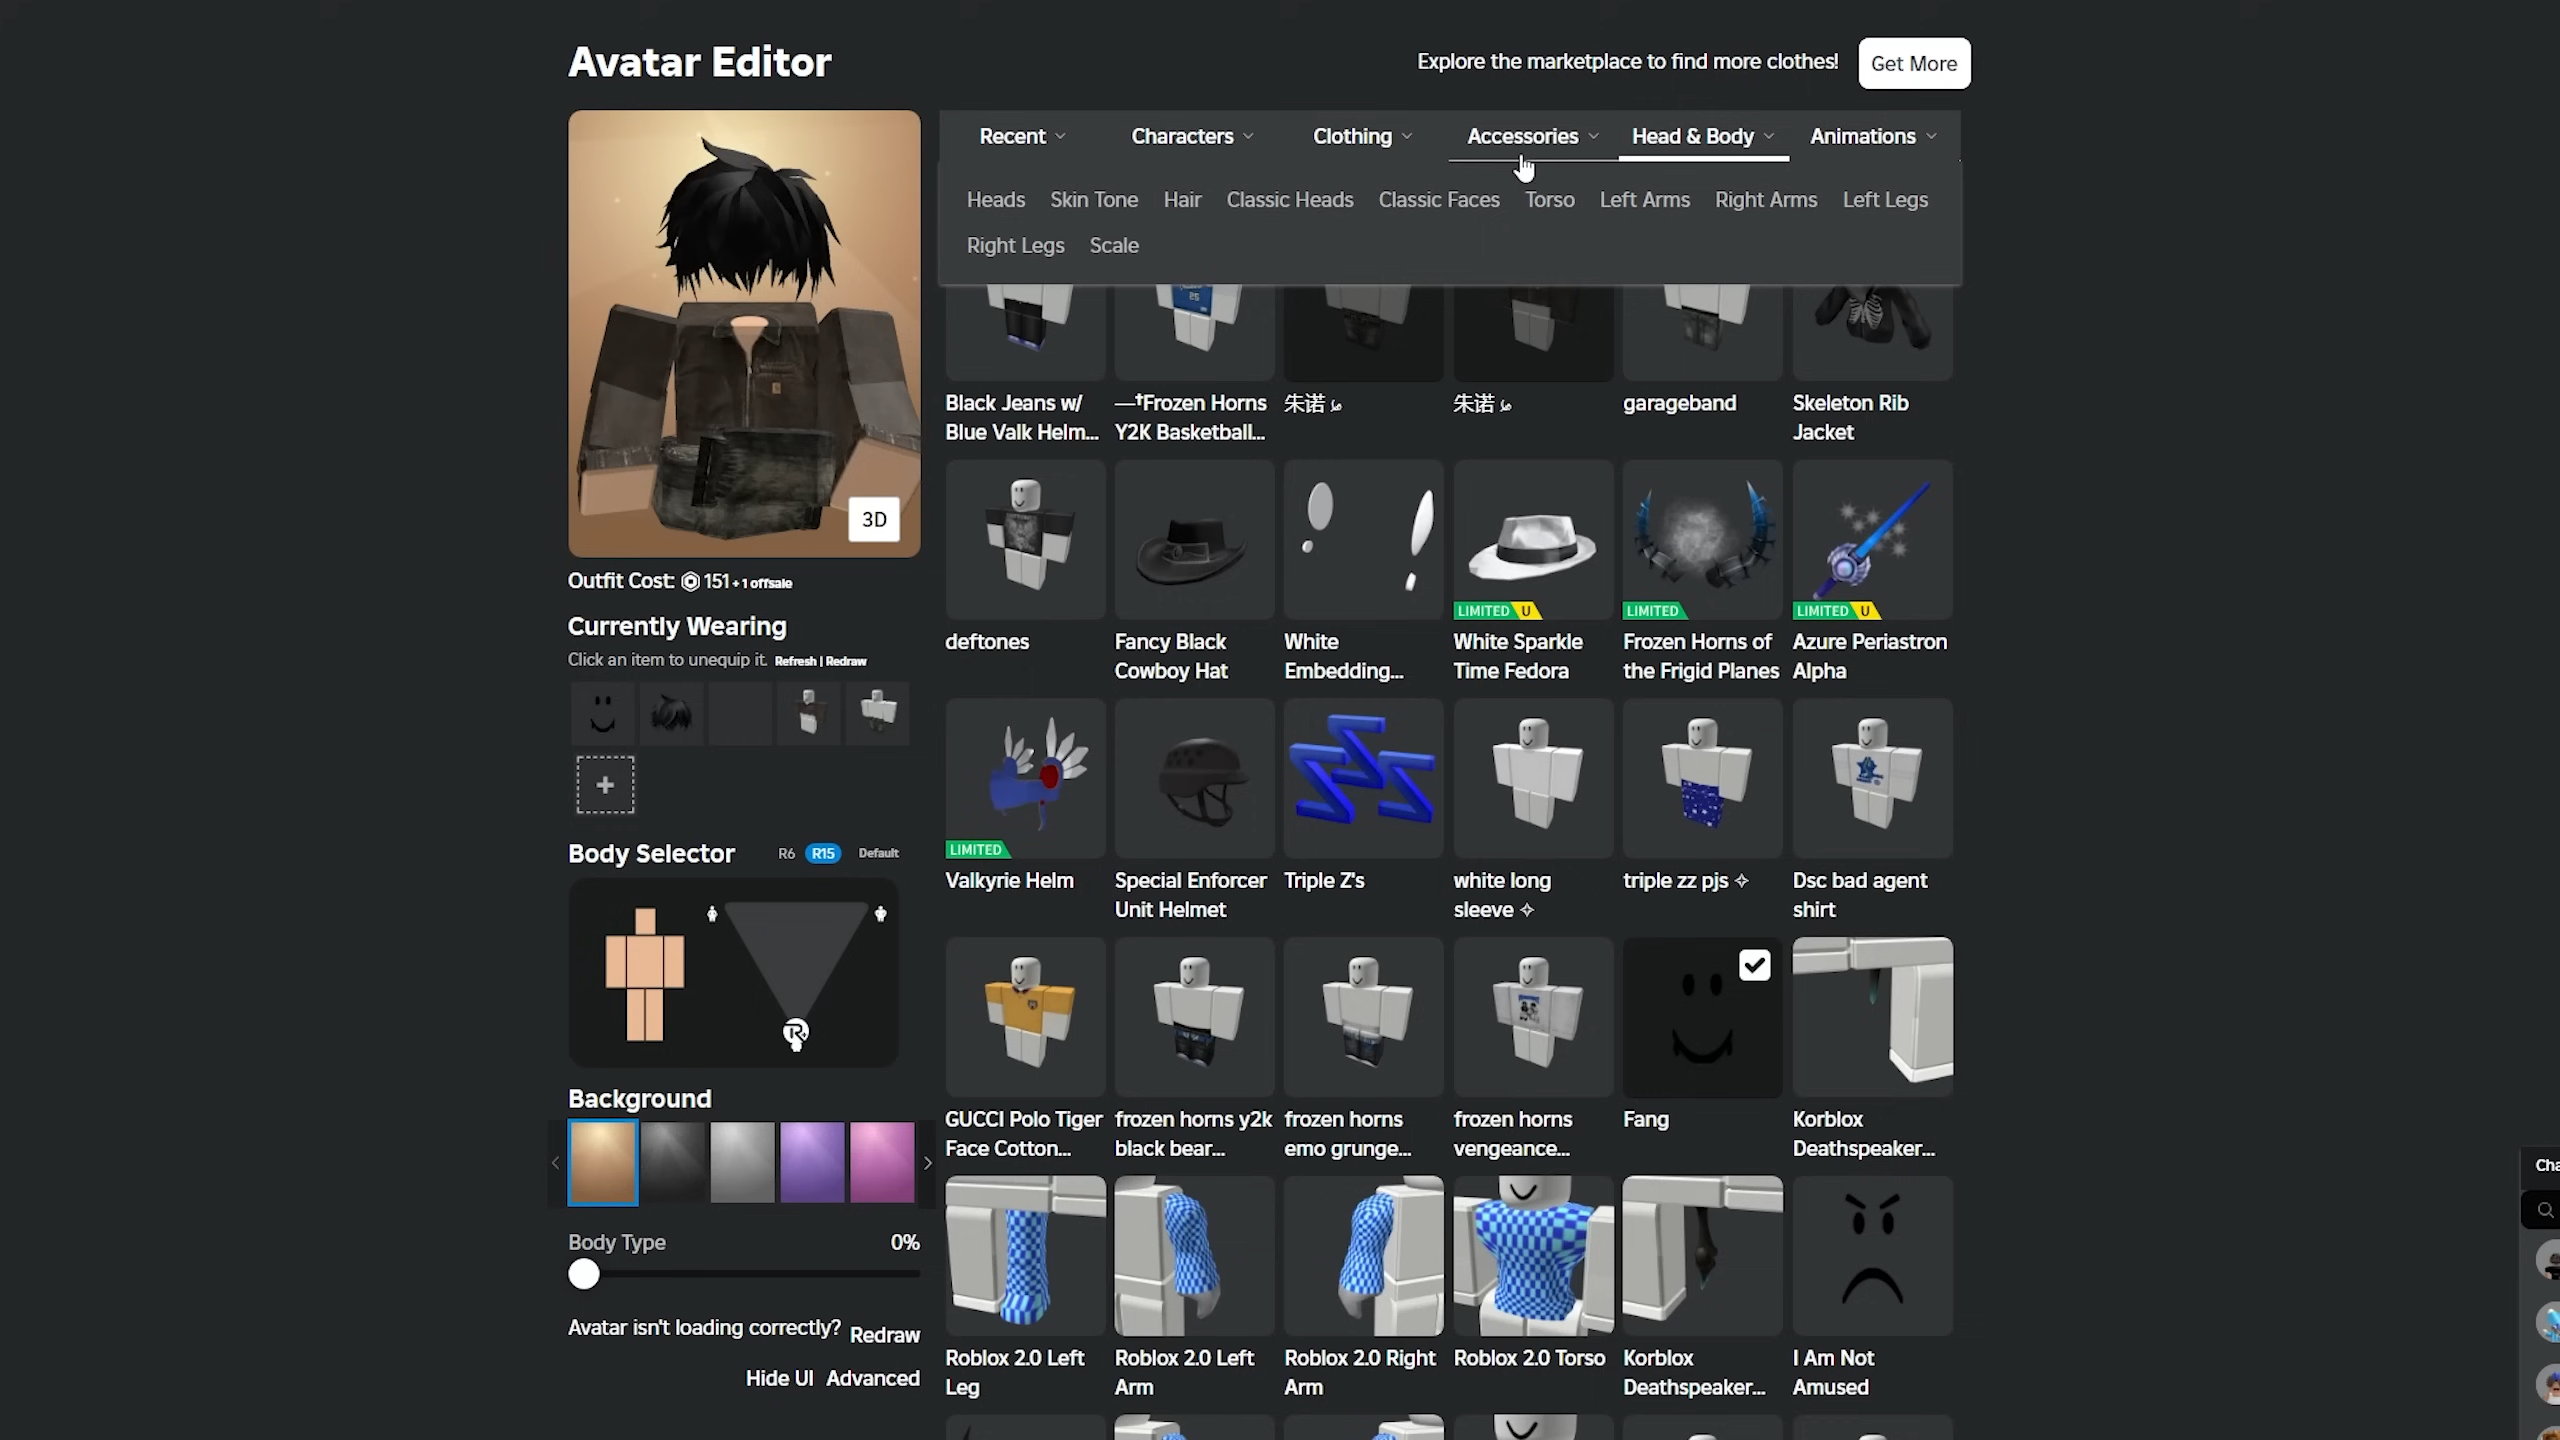 Avatar Editor
Explore the marketplace to find more clothes!
Get More
Recent
Characters
Clothing
Accessories
Head & Body
Animations
Heads
Skin Tone
Hair
Classic Heads
Classic Faces
Torso
Left Arms
Right Arms
Left Legs
Right Legs
Scale
3D
Outfit Cost: 151 + 1 offsale
Currently Wearing
Click an item to unequip it. Refresh | Redraw
+
Body Selector
R6
R15
Default
Background
Body Type
0%
Avatar isn't loading correctly?
Redraw
Hide UI
Advanced
25
Black Jeans w/
Blue Valk Helm...
—†Frozen Horns
Y2K Basketball...
朱诺
朱诺
garageband
Skeleton Rib
Jacket
deftones
Fancy Black
Cowboy Hat
White
Embedding...
LIMITED U
White Sparkle
Time Fedora
LIMITED
Frozen Horns of
the Frigid Planes
LIMITED U
Azure Periastron
Alpha
LIMITED
Valkyrie Helm
Special Enforcer
Unit Helmet
Triple Z's
white long
sleeve ✧
triple zz pjs ✧
Dsc bad agent
shirt
GUCCI Polo Tiger
Face Cotton...
frozen horns y2k
black bear...
frozen horns
emo grunge...
frozen horns
vengeance...
Fang
Korblox
Deathspeaker...
Roblox 2.0 Left
Leg
Roblox 2.0 Left
Arm
Roblox 2.0 Right
Arm
Roblox 2.0 Torso
Korblox
Deathspeaker...
I Am Not
Amused
Cha